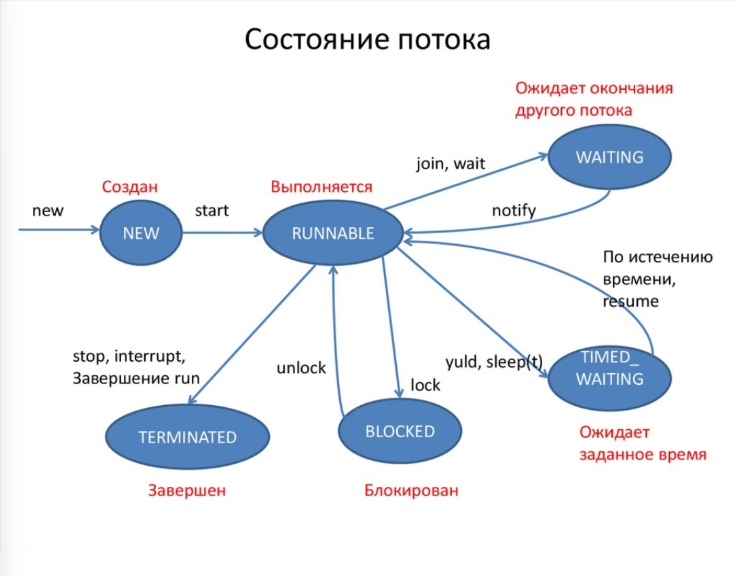 Состояние потока
Ожидает окончания
другого потока
join, wait
WAITING
Создан
Выполняется
new
start
notify
NEW
RUNNABLE
По истечению
времени,
resume
stop, interrupt,
Завершение run
unlock
yuld, sleep(t)
lock
TIMED_
WAITING
TERMINATED
BLOCKED
Ожидает
заданное время
Завершен
Блокирован